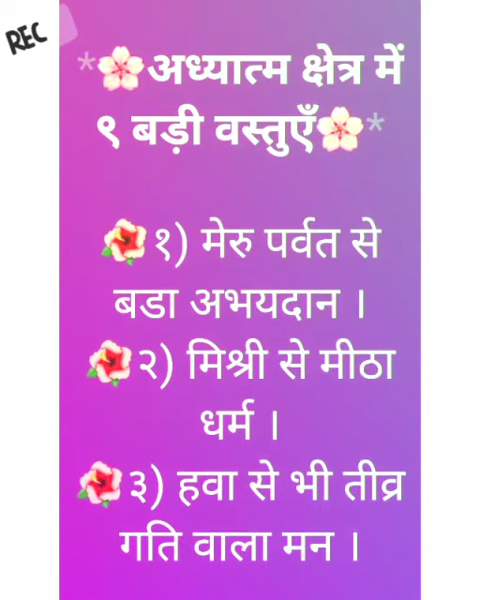 REC
*🌸अध्यात्म क्षेत्र में
९ बड़ी वस्तुएँ🌸*
🌺१) मेरु पर्वत से
बडा अभयदान ।
🌺२) मिश्री से मीठा
धर्म ।
🌺३) हवा से भी तीव्र
गति वाला मन ।